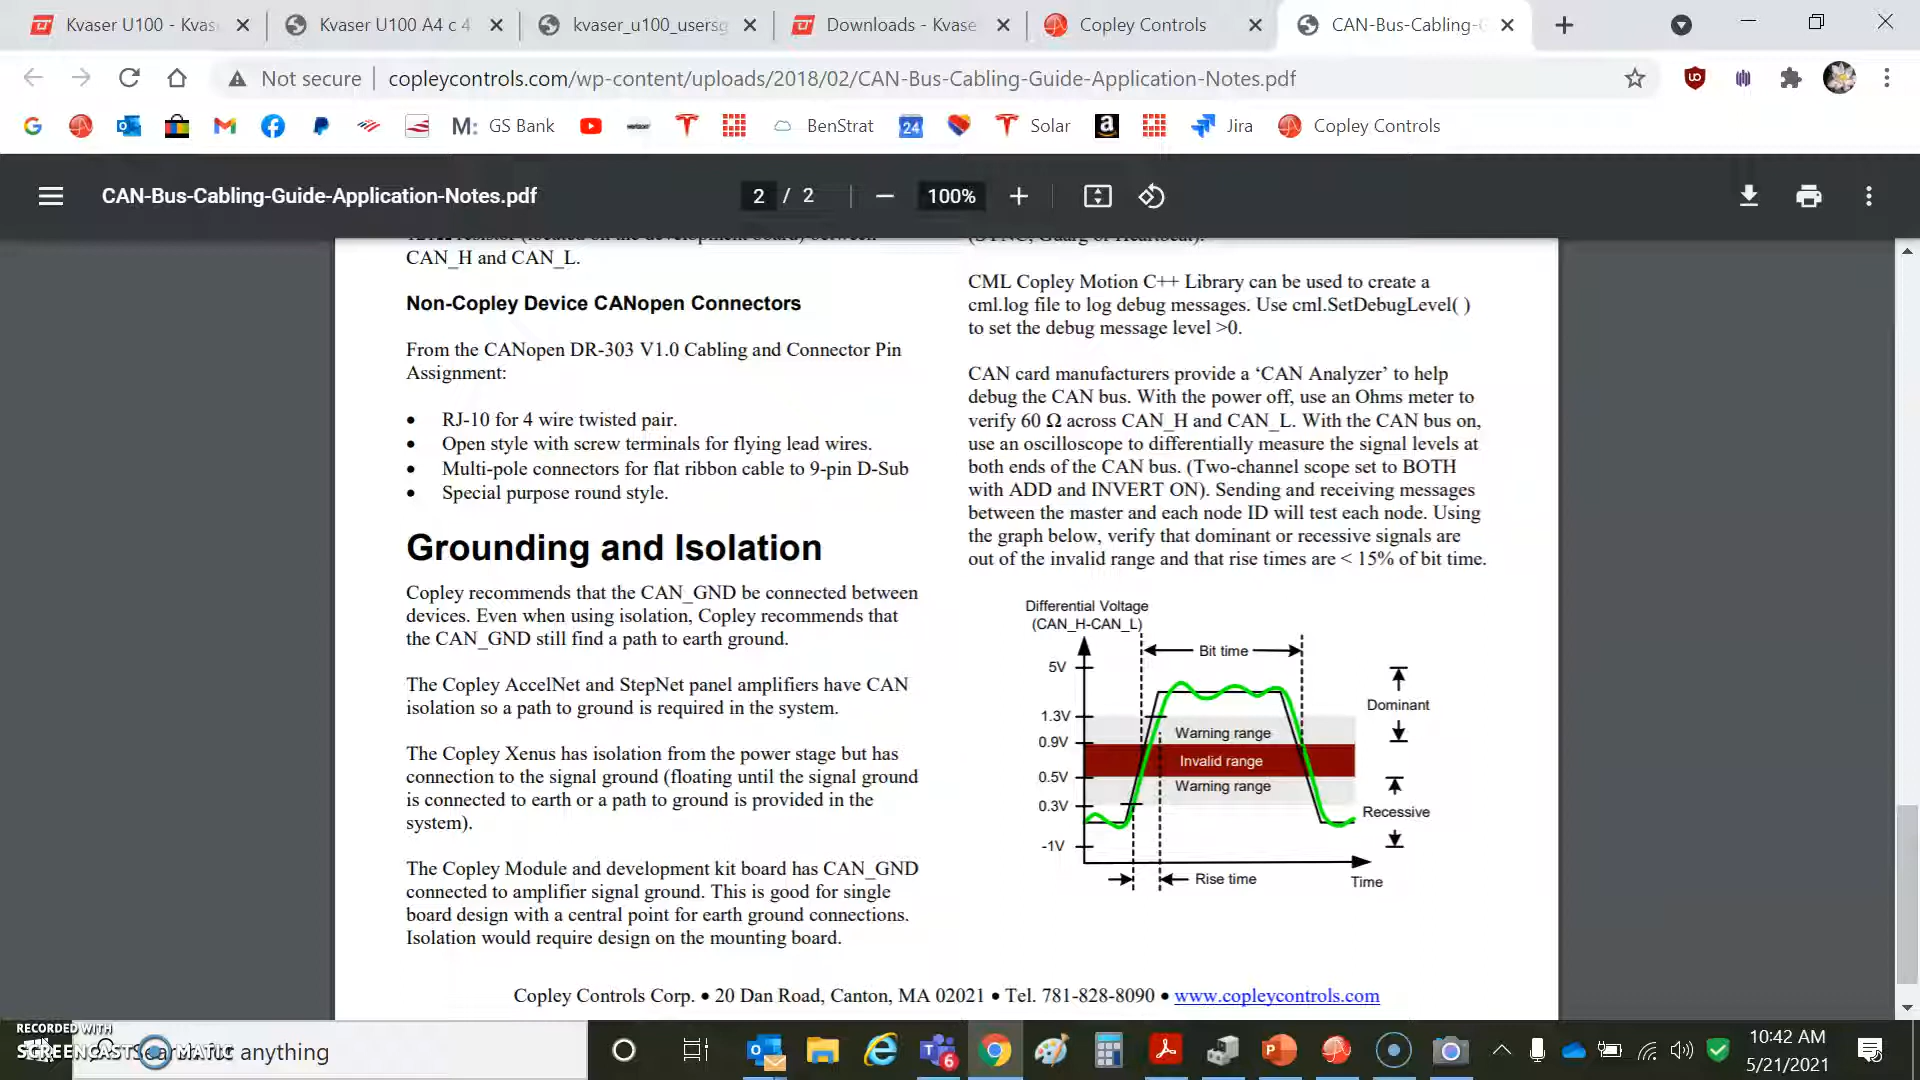 Kvaser U100 - Kvas
Kvaser U100 A4 c 4
kvaser_u100_usersg
Downloads - Kvase
Copley Controls
CAN-Bus-Cabling-G
Not secure
copleycontrols.com/wp-content/uploads/2018/02/CAN-Bus-Cabling-Guide-Application-Notes.pdf
M: GS Bank
BenStrat
24
Solar
Jira
Copley Controls
CAN-Bus-Cabling-Guide-Application-Notes.pdf
2 / 2
100%
CAN_H and CAN_L.
Non-Copley Device CANopen Connectors
From the CANopen DR-303 V1.0 Cabling and Connector Pin
Assignment:
• RJ-10 for 4 wire twisted pair.
• Open style with screw terminals for flying lead wires.
• Multi-pole connectors for flat ribbon cable to 9-pin D-Sub
• Special purpose round style.
Grounding and Isolation
Copley recommends that the CAN_GND be connected between
devices. Even when using isolation, Copley recommends that
the CAN_GND still find a path to earth ground.
The Copley AccelNet and StepNet panel amplifiers have CAN
isolation so a path to ground is required in the system.
The Copley Xenus has isolation from the power stage but has
connection to the signal ground (floating until the signal ground
is connected to earth or a path to ground is provided in the
system).
The Copley Module and development kit board has CAN_GND
connected to amplifier signal ground. This is good for single
board design with a central point for earth ground connections.
Isolation would require design on the mounting board.
(SYNC, Guard or Heartbeat).
CML Copley Motion C++ Library can be used to create a
cml.log file to log debug messages. Use cml.SetDebugLevel( )
to set the debug message level >0.
CAN card manufacturers provide a ‘CAN Analyzer’ to help
debug the CAN bus. With the power off, use an Ohms meter to
verify 60 Ω across CAN_H and CAN_L. With the CAN bus on,
use an oscilloscope to differentially measure the signal levels at
both ends of the CAN bus. (Two-channel scope set to BOTH
with ADD and INVERT ON). Sending and receiving messages
between the master and each node ID will test each node. Using
the graph below, verify that dominant or recessive signals are
out of the invalid range and that rise times are < 15% of bit time.
Differential Voltage
(CAN_H-CAN_L)
Bit time
5V
Dominant
1.3V
Warning range
0.9V
Invalid range
0.5V
Warning range
0.3V
Recessive
-1V
Rise time
Time
Copley Controls Corp. • 20 Dan Road, Canton, MA 02021 • Tel. 781-828-8090 • www.copleycontrols.com
RECORDED WITH
SCREENCAST MATIC
anything
6
10:42 AM
5/21/2021